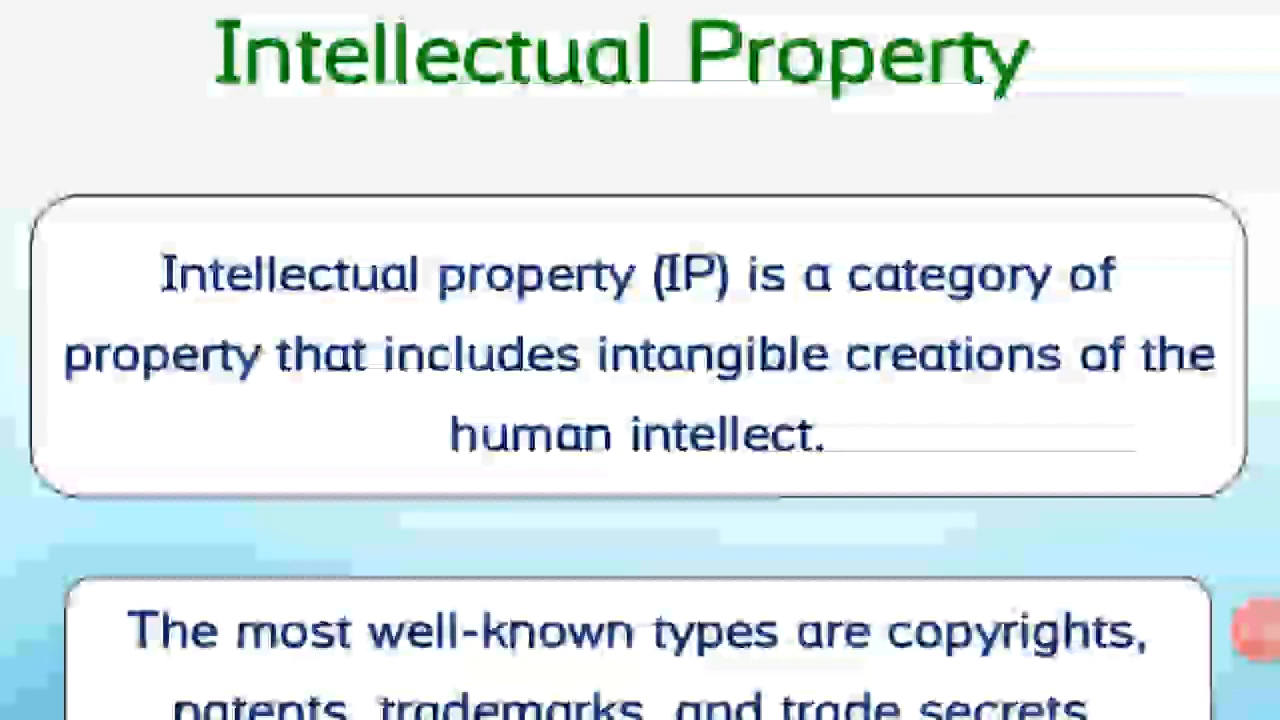 Intellectual Property
Intellectual property (IP) is a category of
property that includes intangible creations of the
human intellect.
The most well-known types are copyrights,
patents, trademarks, and trade secrets